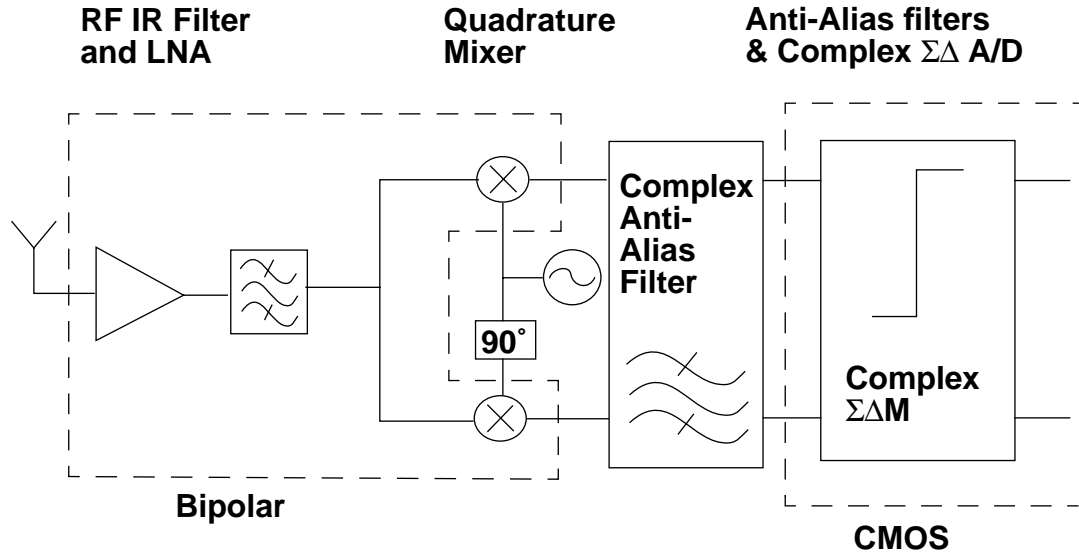 RF IR Filter
and LNA
Quadrature
Mixer
Anti-Alias filters
& Complex ΣΔ A/D
Complex
Anti-
Alias
Filter
90˚
Complex
ΣΔM
Bipolar
CMOS